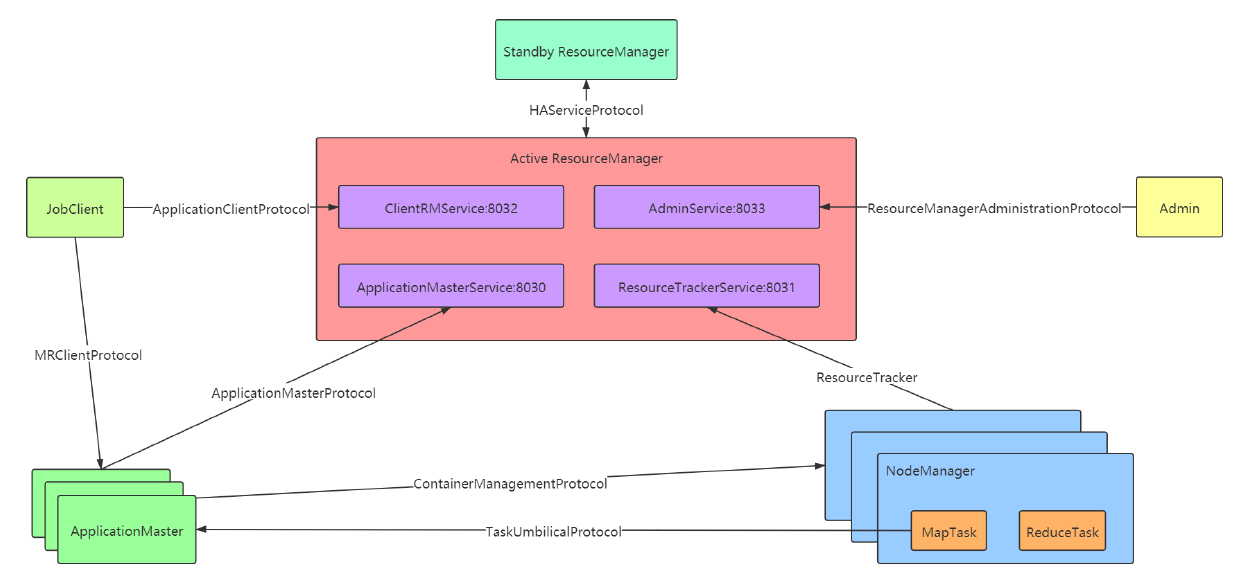 Standby ResourceManager
HAServiceProtocol
Active ResourceManager
JobClient
ApplicationClientProtocol
ClientRMService:8032
AdminService:8033
ResourceManagerAdministrationProtocol
Admin
ApplicationMasterService:8030
ResourceTrackerService:8031
MRClientProtocol
ApplicationMasterProtocol
ResourceTracker
ContainerManagementProtocol
NodeManager
ApplicationMaster
TaskUmbilicalProtocol
MapTask
ReduceTask